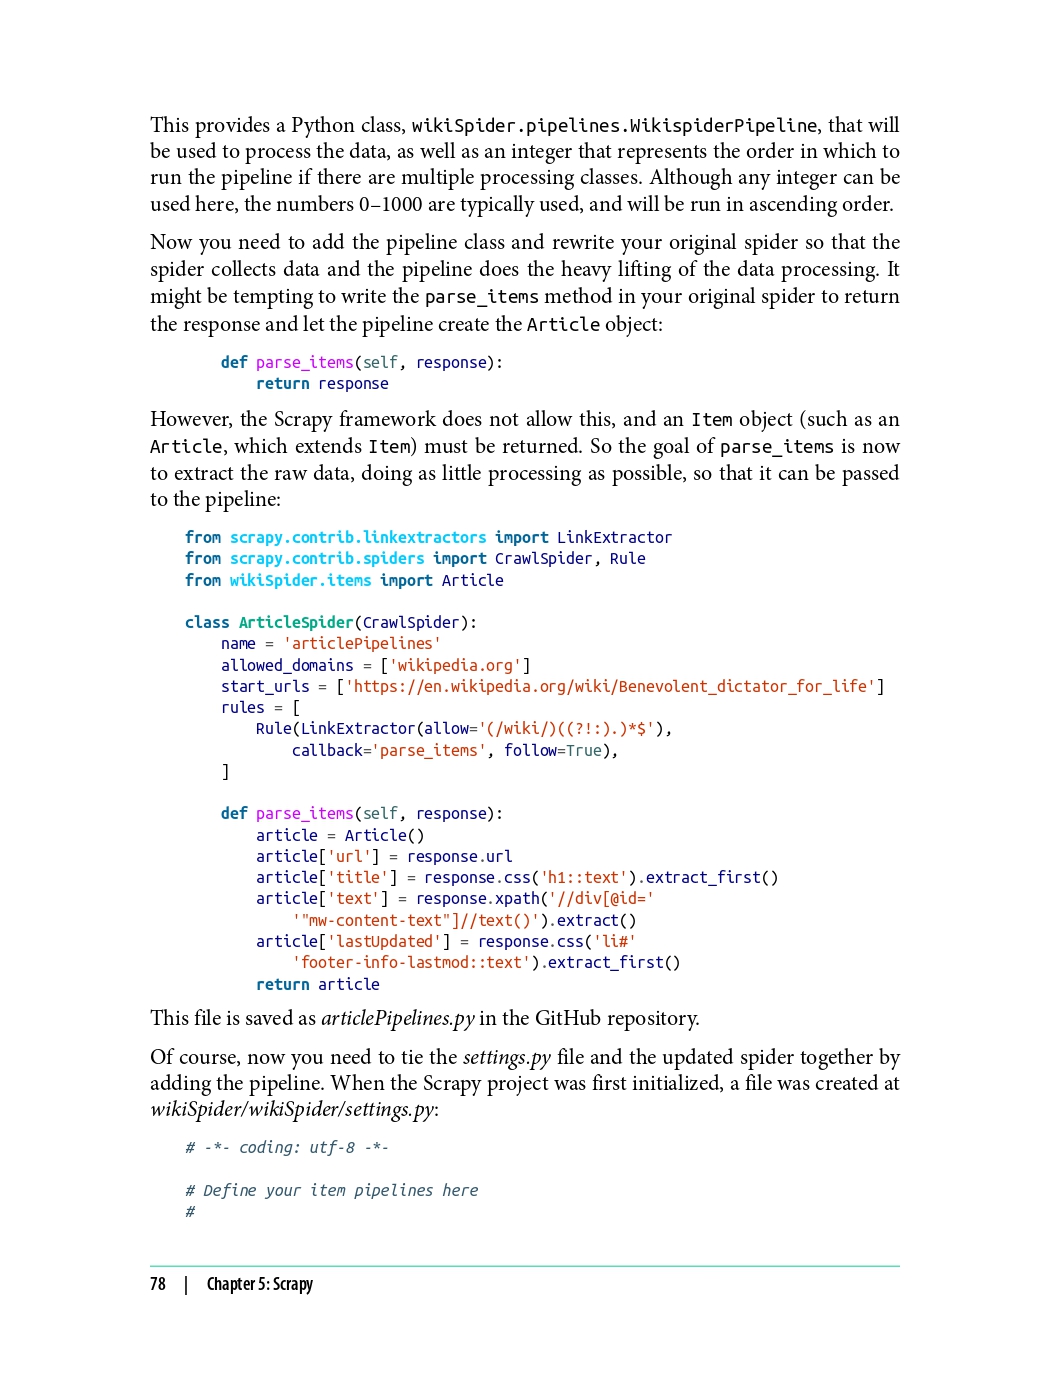 This provides a Python class, wikiSpider.pipelines.WikispiderPipeline, that will
be used to process the data, as well as an integer that represents the order in which to
run the pipeline if there are multiple processing classes. Although any integer can be
used here, the numbers 0–1000 are typically used, and will be run in ascending order.
Now you need to add the pipeline class and rewrite your original spider so that the
spider collects data and the pipeline does the heavy lifting of the data processing. It
might be tempting to write the parse_items method in your original spider to return
the response and let the pipeline create the Article object:
    def parse_items(self, response):
        return response
However, the Scrapy framework does not allow this, and an Item object (such as an
Article, which extends Item) must be returned. So the goal of parse_items is now
to extract the raw data, doing as little processing as possible, so that it can be passed
to the pipeline:
from scrapy.contrib.linkextractors import LinkExtractor
from scrapy.contrib.spiders import CrawlSpider, Rule
from wikiSpider.items import Article
class ArticleSpider(CrawlSpider):
    name = 'articlePipelines'
    allowed_domains = ['wikipedia.org']
    start_urls = ['https://en.wikipedia.org/wiki/Benevolent_dictator_for_life']
    rules = [
        Rule(LinkExtractor(allow='(/wiki/)((?!:).)*$'),
            callback='parse_items', follow=True),
    ]
    def parse_items(self, response):
        article = Article()
        article['url'] = response.url
        article['title'] = response.css('h1::text').extract_first()
        article['text'] = response.xpath('//div[@id='
            '"mw-content-text"]//text()').extract()
        article['lastUpdated'] = response.css('li#'
            'footer-info-lastmod::text').extract_first()
        return article
This file is saved as articlePipelines.py in the GitHub repository.
Of course, now you need to tie the settings.py file and the updated spider together by
adding the pipeline. When the Scrapy project was first initialized, a file was created at
wikiSpider/wikiSpider/settings.py:
# -*- coding: utf-8 -*-
# Define your item pipelines here
#
78 | Chapter 5: Scrapy